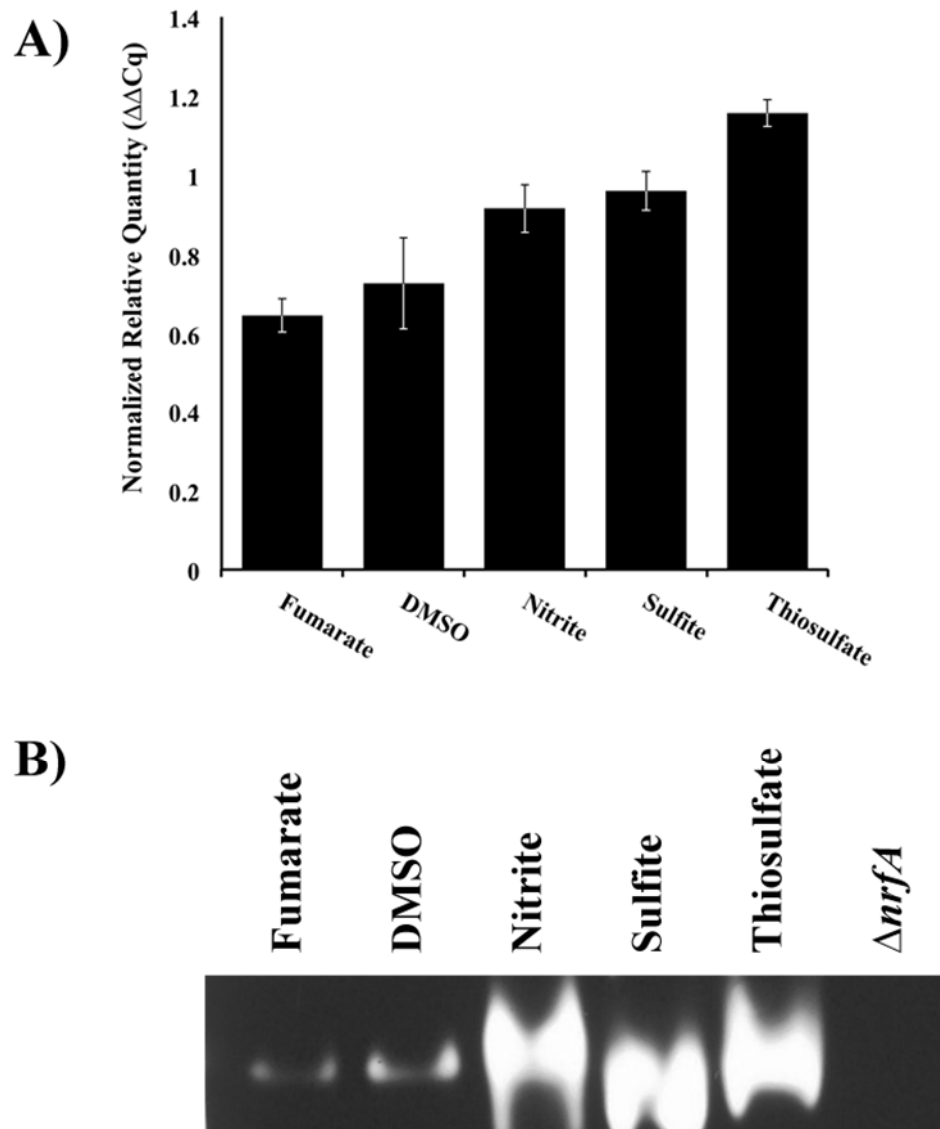 A)
Normalized Relative Quantity (ΔΔCq)
1.4
1.2
1
0.8
0.6
0.4
0.2
0
Fumarate
DMSO
Nitrite
Sulfite
Thiosulfate
B)
Fumarate
DMSO
Nitrite
Sulfite
Thiosulfate
ΔnrfA